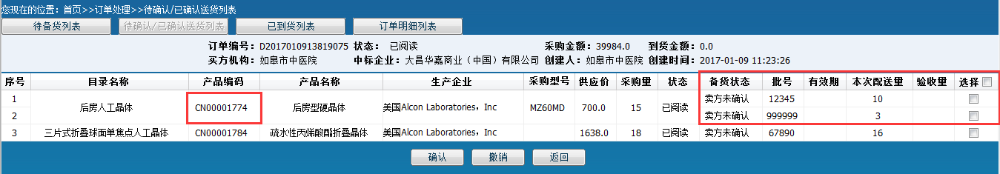 您现在的位置：首页>>订单处理>>待确认/已确认送货列表
待备货列表 待确认/已确认送货列表 已到货列表 订单明细列表
订单编号：D2017010913819075 状态： 已阅读 采购金额：39984.0 到货金额：0.0
买方机构：如皋市中医院 中标企业：大昌华嘉商业（中国）有限公司 创建人：如皋市中医院 创建时间：2017-01-09 11:23:26
序号 目录名称 产品编码 产品名称 生产企业 采购型号 供应价 采购量 状态 备货状态 批号 有效期 本次配送量 验收量 选择
1 后房人工晶体 CN00001774 后房型硬晶体 美国Alcon Laboratories，Inc MZ60MD 700.0 15 已阅读 卖方未确认 12345 10
2 卖方未确认 999999 3
3 三片式折叠球面单焦点人工晶体 CN00001784 疏水性丙烯酸酯折叠晶体 美国Alcon Laboratories，Inc 1638.0 18 已阅读 卖方未确认 67890 16
确认 撤销 返回